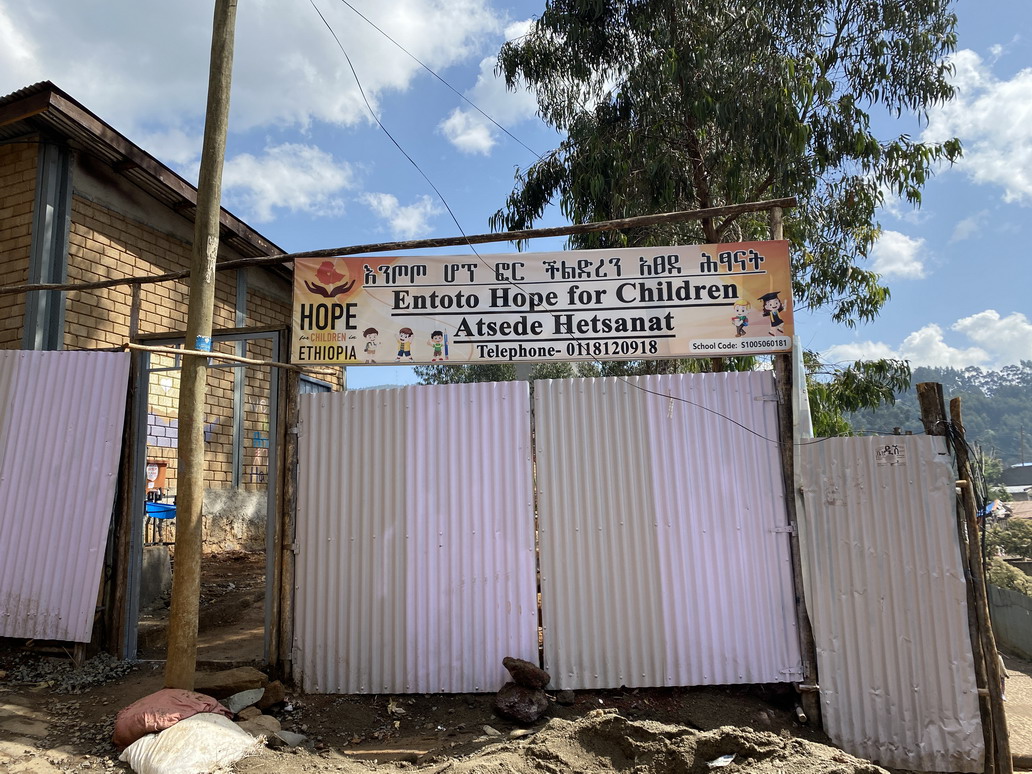 እንጦጦ ሆፕ ፎር ችልድረን አፀደ ሕፃናት
Entoto Hope for Children
Atsede Hetsanat
Telephone- 0118120918
School Code: S1005060181
HOPE
for CHILDREN in
ETHIOPIA